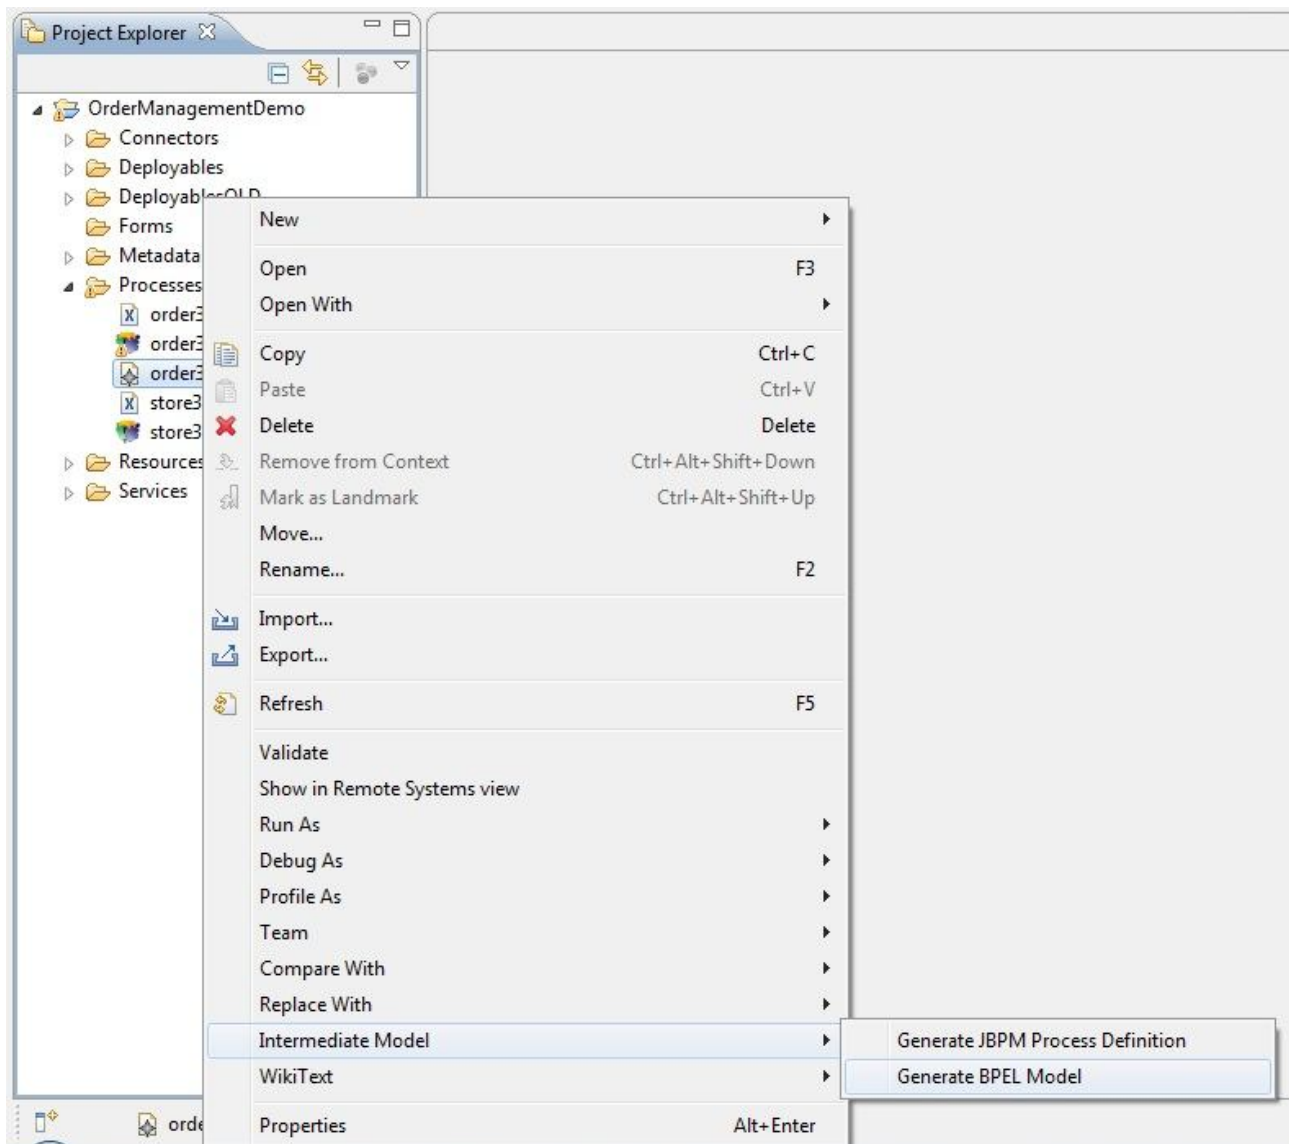 Project Explorer
OrderManagementDemo
Connectors
Deployables
DeployablesOLD
Forms
Metadata
Processes
order3
order3
order3
store3
store3
Resources
Services
New
Open F3
Open With
Copy Ctrl+C
Paste Ctrl+V
Delete Delete
Remove from Context Ctrl+Alt+Shift+Down
Mark as Landmark Ctrl+Alt+Shift+Up
Move...
Rename... F2
Import...
Export...
Refresh F5
Validate
Show in Remote Systems view
Run As
Debug As
Profile As
Team
Compare With
Replace With
Intermediate Model
Generate JBPM Process Definition
Generate BPEL Model
WikiText
Properties Alt+Enter
orde